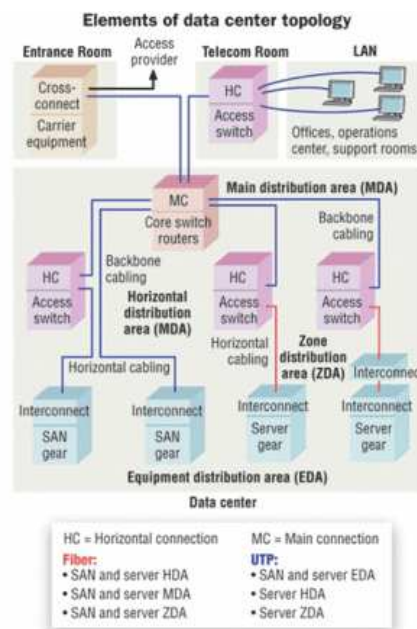 Elements of data center topology
Entrance Room
Access
provider
Telecom Room
LAN
Cross-
connect
Carrier
equipment
HC
Access
switch
Offices, operations
center, support rooms
MC
Core switch
routers
Main distribution area (MDA)
Backbone
cabling
Backbone
cabling
HC
Access
switch
Horizontal
distribution
area (MDA)
HC
Access
switch
HC
Access
switch
Horizontal
cabling
Zone
distribution
area (ZDA)
Horizontal cabling
Interconnect
Interconnect
SAN
gear
Interconnect
SAN
gear
Interconnect
Server
gear
Interconnect
Server
gear
Equipment distribution area (EDA)
Data center
HC = Horizontal connection
MC = Main connection
Fiber:
• SAN and server HDA
• SAN and server MDA
• SAN and server ZDA
UTP:
• SAN and server EDA
• Server HDA
• Server ZDA